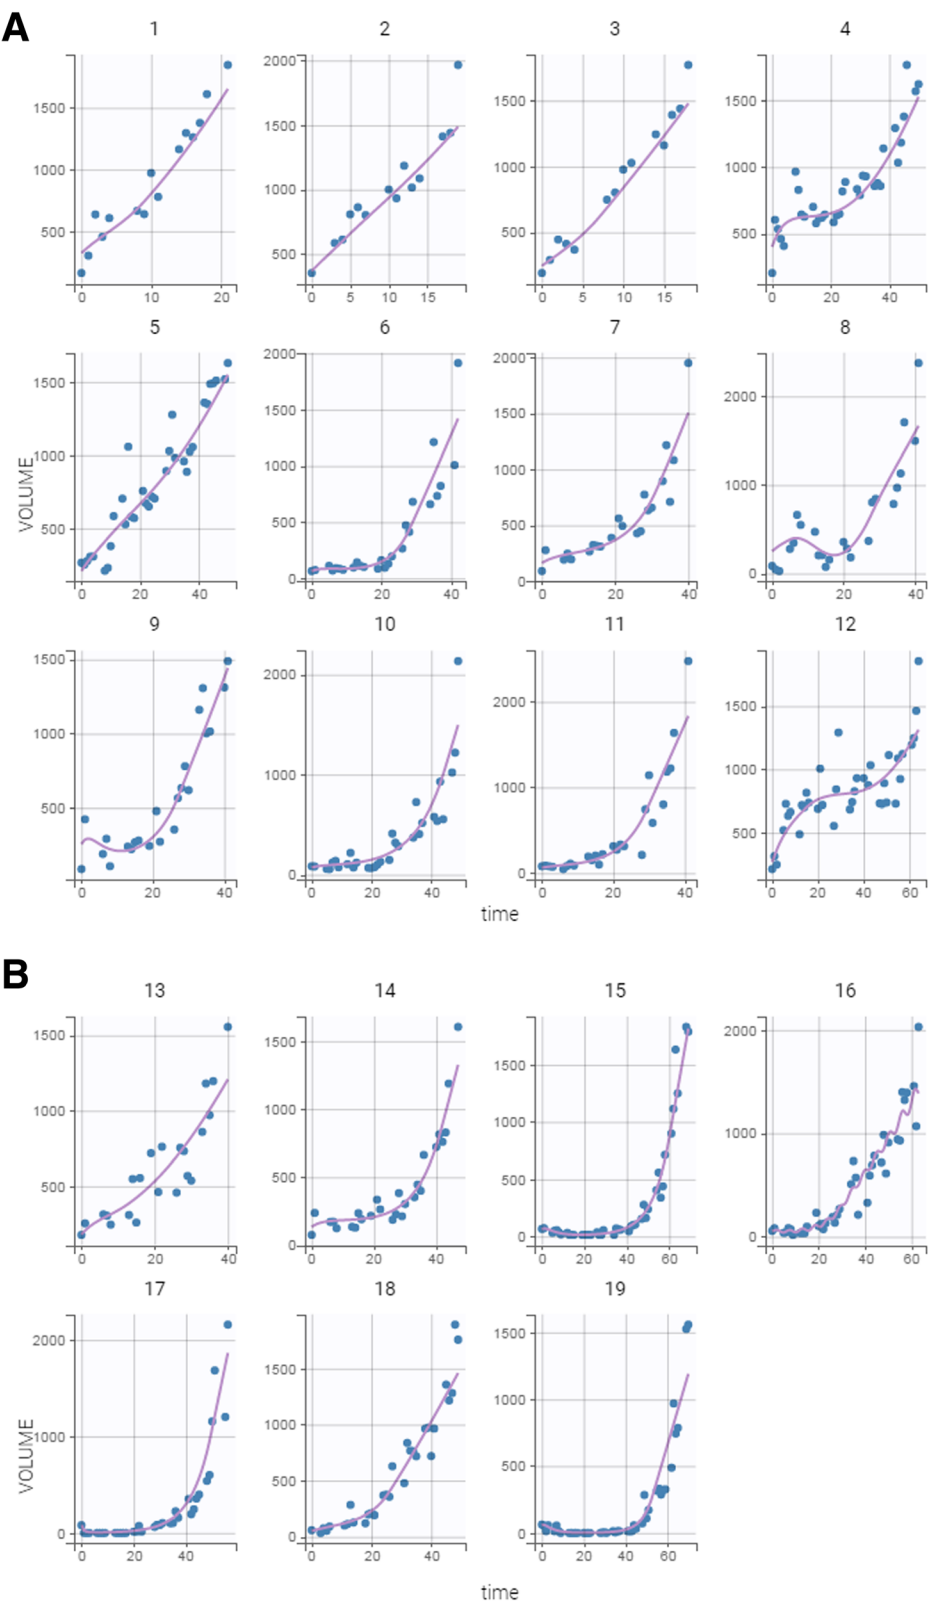 A
1 2 3 4
1500 1000 500 0 10 20
2000 1500 1000 500 0 5 10 15
1500 1000 500 0 5 10 15
1500 1000 500 0 20 40
5 6 7 8
VOLUME
1500 1000 500 0 20 40
2000 1500 1000 500 0 0 20 40
2000 1500 1000 500 0 0 20 40
2000 1000 0 0 20 40
9 10 11 12
1500 1000 500 0 20 40
2000 1000 0 0 20 40
2000 1000 0 0 20 40
1500 1000 500 0 20 40 60
time
B
13 14 15 16
1500 1000 500 0 20 40
1500 1000 500 0 0 20 40
1500 1000 500 0 0 20 40 60
2000 1000 0 0 20 40 60
17 18 19
VOLUME
2000 1000 0 0 20 40
1500 1000 500 0 0 20 40
1500 1000 500 0 0 20 40 60
time